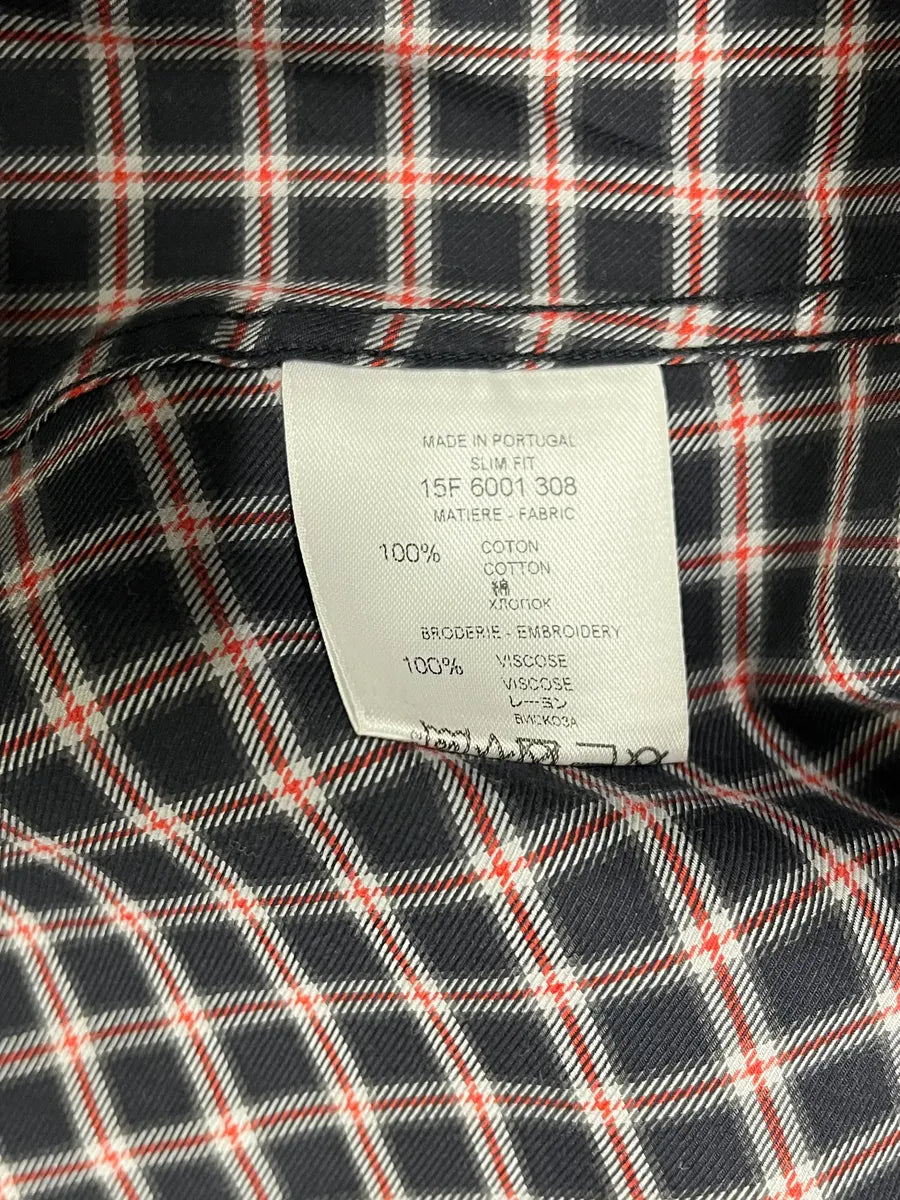 MADE IN PORTUGAL
SLIM FIT
15F 6001 308
MATIERE - FABRIC
100% COTON
COTTON
綿
ХЛОПОК
BRODERIE - EMBROIDERY
100% VISCOSE
VISCOSE
レーヨン
ВИСКОЗА